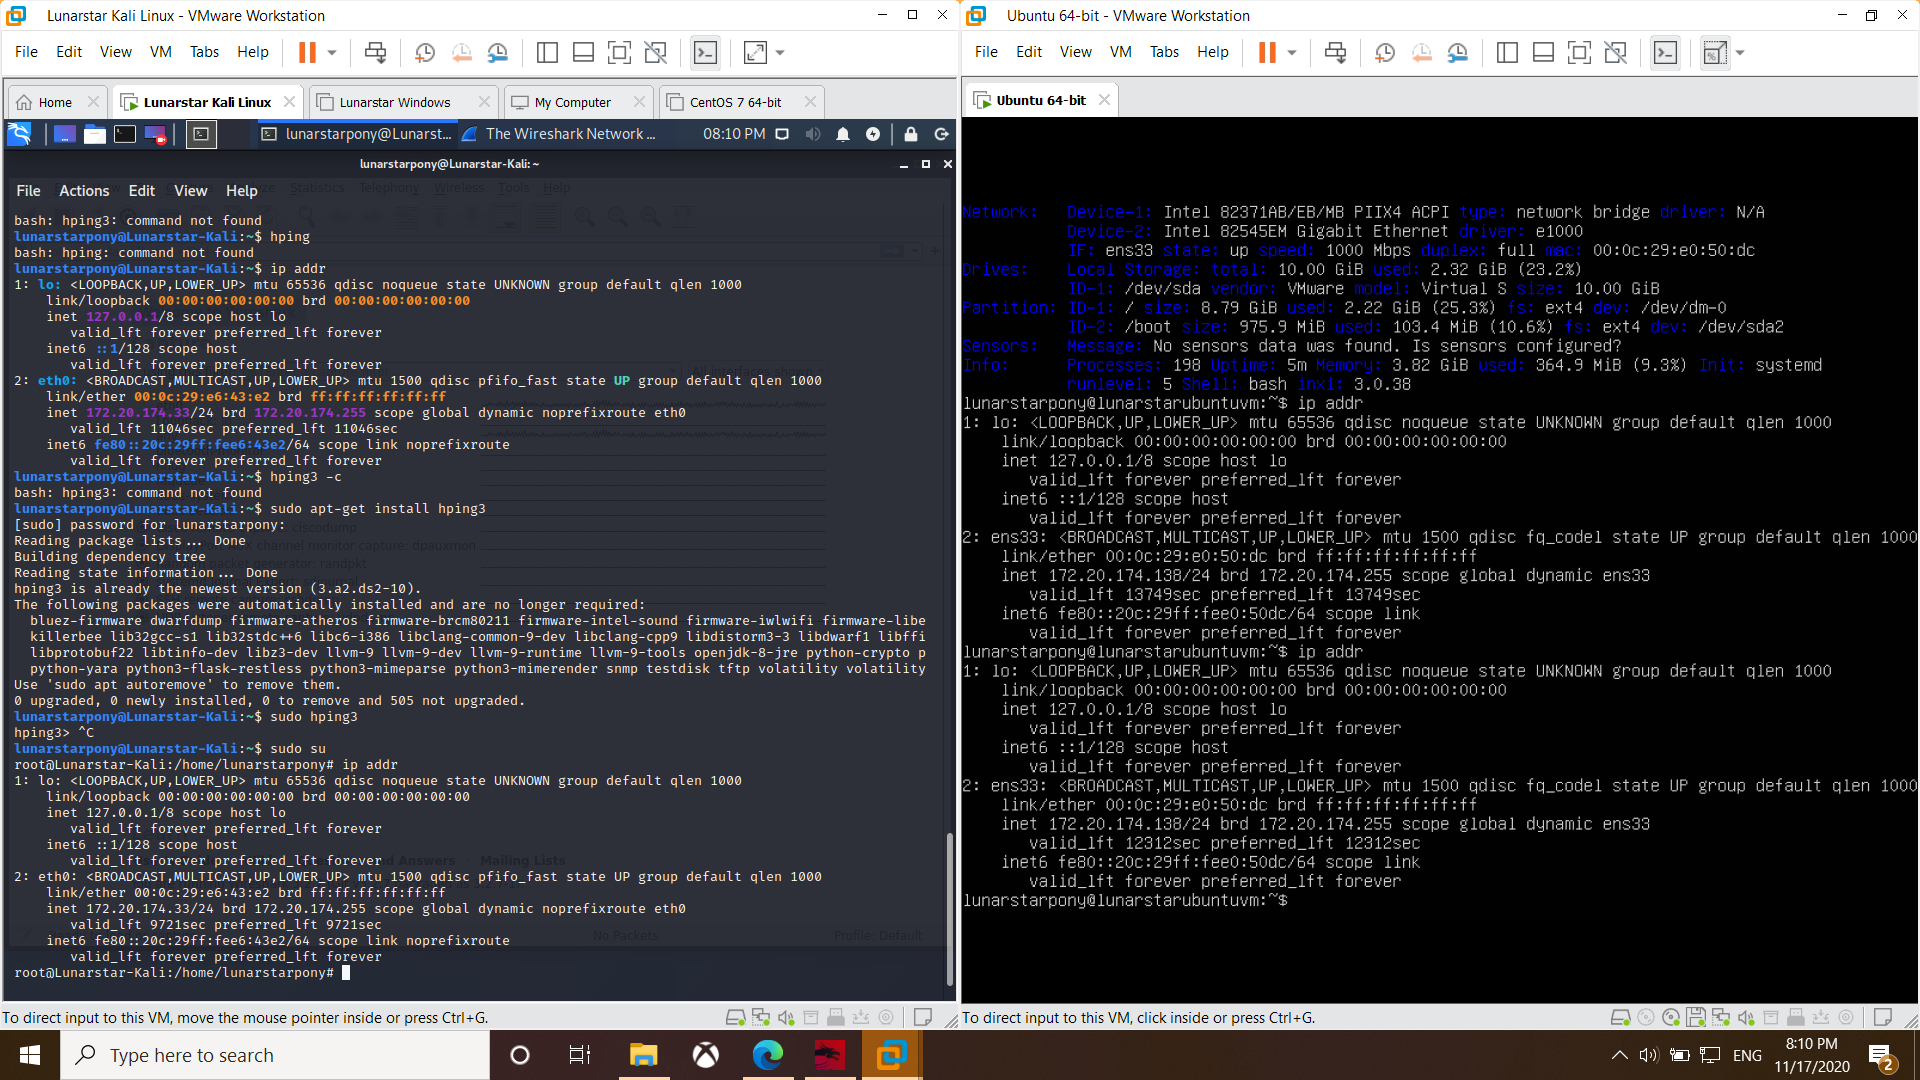 Lunarstar Kali Linux - VMware Workstation
File Edit View VM Tabs Help
Home
Lunarstar Kali Linux
Lunarstar Windows
My Computer
CentOS 7 64-bit
lunarstarpony@Lunarst...
The Wireshark Network ...
08:10 PM
lunarstarpony@Lunarstar-Kali: ~
File Actions Edit View Help
Statistics Telephony Wireless Tools Help
bash: hping3: command not found
lunarstarpony@Lunarstar-Kali:~$ hping
bash: hping: command not found
lunarstarpony@Lunarstar-Kali:~$ ip addr
1: lo: <LOOPBACK,UP,LOWER_UP> mtu 65536 qdisc noqueue state UNKNOWN group default qlen 1000
link/loopback 00:00:00:00:00:00 brd 00:00:00:00:00:00
inet 127.0.0.1/8 scope host lo
valid_lft forever preferred_lft forever
inet6 ::1/128 scope host
valid_lft forever preferred_lft forever
All interfaces shown
2: eth0: <BROADCAST,MULTICAST,UP,LOWER_UP> mtu 1500 qdisc pfifo_fast state UP group default qlen 1000
link/ether 00:0c:29:e6:43:e2 brd ff:ff:ff:ff:ff:ff
inet 172.20.174.33/24 brd 172.20.174.255 scope global dynamic noprefixroute eth0
valid_lft 11046sec preferred_lft 11046sec
inet6 fe80::20c:29ff:fee6:43e2/64 scope link noprefixroute
valid_lft forever preferred_lft forever
lunarstarpony@Lunarstar-Kali:~$ hping3 -c
bash: hping3: command not found
lunarstarpony@Lunarstar-Kali:~$ sudo apt-get install hping3
[sudo] password for lunarstarpony:
ciscodump
Reading package lists... Done
channel monitor capture: dpauxmon
Building dependency tree
packet generator: randpkt
Reading state information... Done
hping3 is already the newest version (3.a2.ds2-10).
The following packages were automatically installed and are no longer required:
bluez-firmware dwarfdump firmware-atheros firmware-brcm80211 firmware-intel-sound firmware-iwlwifi firmware-libe
killerbee lib32gcc-s1 lib32stdc++6 libc6-i386 libclang-common-9-dev libclang-cpp9 libdistorm3-3 libdwarf1 libffi
libprotobuf22 libtinfo-dev libz3-dev llvm-9 llvm-9-dev llvm-9-runtime llvm-9-tools openjdk-8-jre python-crypto p
python-yara python3-flask-restless python3-mimeparse python3-mimerender snmp testdisk tftp volatility volatility
Use 'sudo apt autoremove' to remove them.
0 upgraded, 0 newly installed, 0 to remove and 505 not upgraded.
lunarstarpony@Lunarstar-Kali:~$ sudo hping3
hping3> ^C
lunarstarpony@Lunarstar-Kali:~$ sudo su
root@Lunarstar-Kali:/home/lunarstarpony# ip addr
1: lo: <LOOPBACK,UP,LOWER_UP> mtu 65536 qdisc noqueue state UNKNOWN group default qlen 1000
link/loopback 00:00:00:00:00:00 brd 00:00:00:00:00:00
inet 127.0.0.1/8 scope host lo
valid_lft forever preferred_lft forever
inet6 ::1/128 scope host
valid_lft forever preferred_lft forever
Answers · Mailing Lists
2: eth0: <BROADCAST,MULTICAST,UP,LOWER_UP> mtu 1500 qdisc pfifo_fast state UP group default qlen 1000
link/ether 00:0c:29:e6:43:e2 brd ff:ff:ff:ff:ff:ff
inet 172.20.174.33/24 brd 172.20.174.255 scope global dynamic noprefixroute eth0
valid_lft 9721sec preferred_lft 9721sec
inet6 fe80::20c:29ff:fee6:43e2/64 scope link noprefixroute
No Packets
Profile: Default
valid_lft forever preferred_lft forever
root@Lunarstar-Kali:/home/lunarstarpony#
To direct input to this VM, move the mouse pointer inside or press Ctrl+G.
Ubuntu 64-bit - VMware Workstation
File Edit View VM Tabs Help
Ubuntu 64-bit
Network: Device-1: Intel 82371AB/EB/MB PIIX4 ACPI type: network bridge driver: N/A
Device-2: Intel 82545EM Gigabit Ethernet driver: e1000
IF: ens33 state: up speed: 1000 Mbps duplex: full mac: 00:0c:29:e0:50:dc
Drives: Local Storage: total: 10.00 GiB used: 2.32 GiB (23.2%)
ID-1: /dev/sda vendor: VMware model: Virtual S size: 10.00 GiB
Partition: ID-1: / size: 8.79 GiB used: 2.22 GiB (25.3%) fs: ext4 dev: /dev/dm-0
ID-2: /boot size: 975.9 MiB used: 103.4 MiB (10.6%) fs: ext4 dev: /dev/sda2
Sensors: Message: No sensors data was found. Is sensors configured?
Info: Processes: 198 Uptime: 5m Memory: 3.82 GiB used: 364.9 MiB (9.3%) Init: systemd
runlevel: 5 Shell: bash inxi: 3.0.38
lunarstarpony@lunarstarubuntuvm:~$ ip addr
1: lo: <LOOPBACK,UP,LOWER_UP> mtu 65536 qdisc noqueue state UNKNOWN group default qlen 1000
link/loopback 00:00:00:00:00:00 brd 00:00:00:00:00:00
inet 127.0.0.1/8 scope host lo
valid_lft forever preferred_lft forever
inet6 ::1/128 scope host
valid_lft forever preferred_lft forever
2: ens33: <BROADCAST,MULTICAST,UP,LOWER_UP> mtu 1500 qdisc fq_codel state UP group default qlen 1000
link/ether 00:0c:29:e0:50:dc brd ff:ff:ff:ff:ff:ff
inet 172.20.174.138/24 brd 172.20.174.255 scope global dynamic ens33
valid_lft 13749sec preferred_lft 13749sec
inet6 fe80::20c:29ff:fee0:50dc/64 scope link
valid_lft forever preferred_lft forever
lunarstarpony@lunarstarubuntuvm:~$ ip addr
1: lo: <LOOPBACK,UP,LOWER_UP> mtu 65536 qdisc noqueue state UNKNOWN group default qlen 1000
link/loopback 00:00:00:00:00:00 brd 00:00:00:00:00:00
inet 127.0.0.1/8 scope host lo
valid_lft forever preferred_lft forever
inet6 ::1/128 scope host
valid_lft forever preferred_lft forever
2: ens33: <BROADCAST,MULTICAST,UP,LOWER_UP> mtu 1500 qdisc fq_codel state UP group default qlen 1000
link/ether 00:0c:29:e0:50:dc brd ff:ff:ff:ff:ff:ff
inet 172.20.174.138/24 brd 172.20.174.255 scope global dynamic ens33
valid_lft 12312sec preferred_lft 12312sec
inet6 fe80::20c:29ff:fee0:50dc/64 scope link
valid_lft forever preferred_lft forever
lunarstarpony@lunarstarubuntuvm:~$
To direct input to this VM, click inside or press Ctrl+G.
Type here to search
ENG
8:10 PM
11/17/2020
2